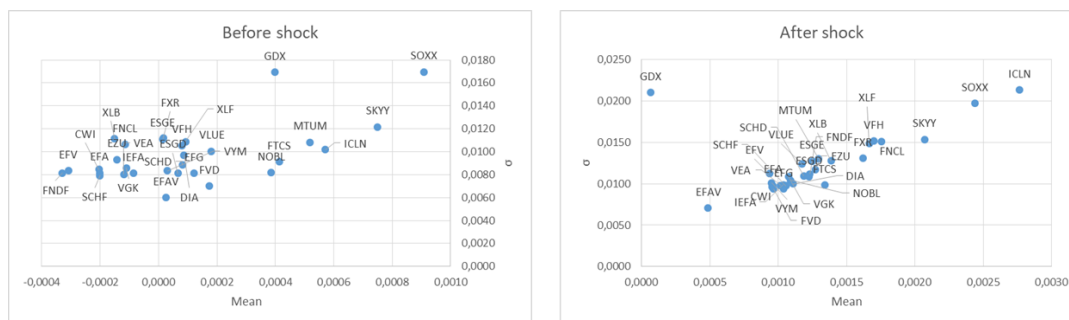 Before shock
0,0180
0,0160
0,0140
0,0120
0,0100
0,0080
0,0060
0,0040
0,0020
0,0000
σ
GDX
SOXX
SKYY
FXR
XLB
ESGE
XLF
FNCL
VFH
MTUM
CWI
EZU
VEA
ESGD
VLUE
ICLN
EFV
EFA
IEFA
SCHD
EFG
VYM
FTCS
NOBL
FNDF
SCHF
VGK
EFAV
FVD
DIA
-0,0004
-0,0002
0,0000
0,0002
0,0004
0,0006
0,0008
0,0010
Mean
After shock
0,0250
0,0200
0,0150
0,0100
0,0050
0,0000
σ
GDX
ICLN
SOXX
SKYY
XLF
MTUM
VFH
XLB
SCHD
ESGE
FNDF
VLUE
FXR
FNCL
SCHF
EFV
EZU
ESGD
FTCS
VEA
EFA
EFG
DIA
EFAV
IEFA
CWI
NOBL
VYM
VGK
FVD
0,0000
0,0005
0,0010
0,0015
0,0020
0,0025
0,0030
Mean